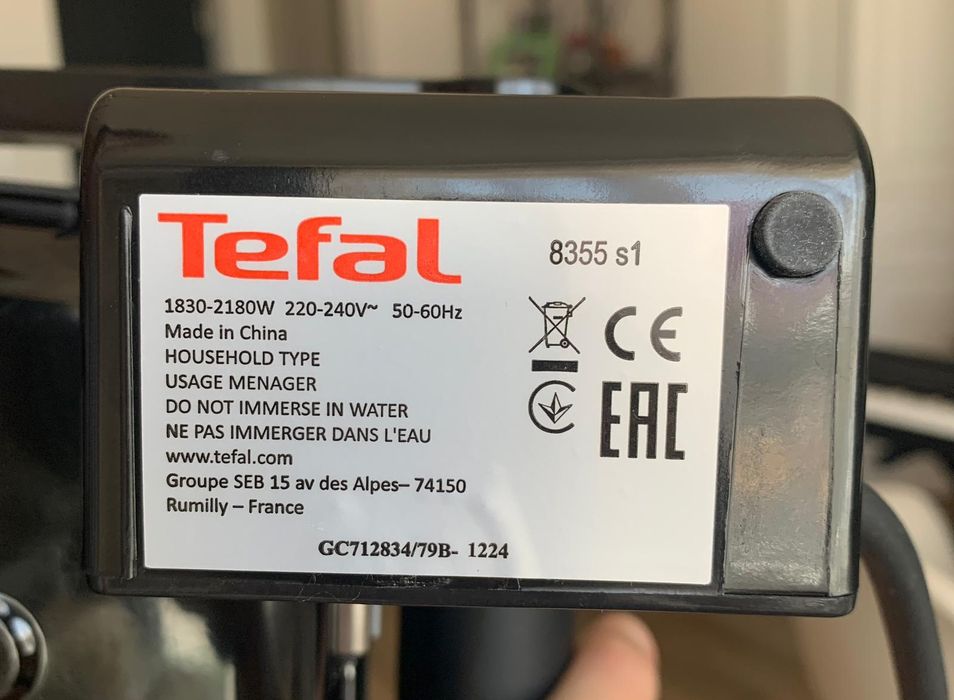 Tefal
8355 s1
1830-2180W 220-240V~ 50-60Hz
Made in China
HOUSEHOLD TYPE
USAGE MENAGER
DO NOT IMMERSE IN WATER
NE PAS IMMERGER DANS L'EAU
www.tefal.com
Groupe SEB 15 av des Alpes– 74150
Rumilly – France
CE
EAC
GC712834/79B- 1224